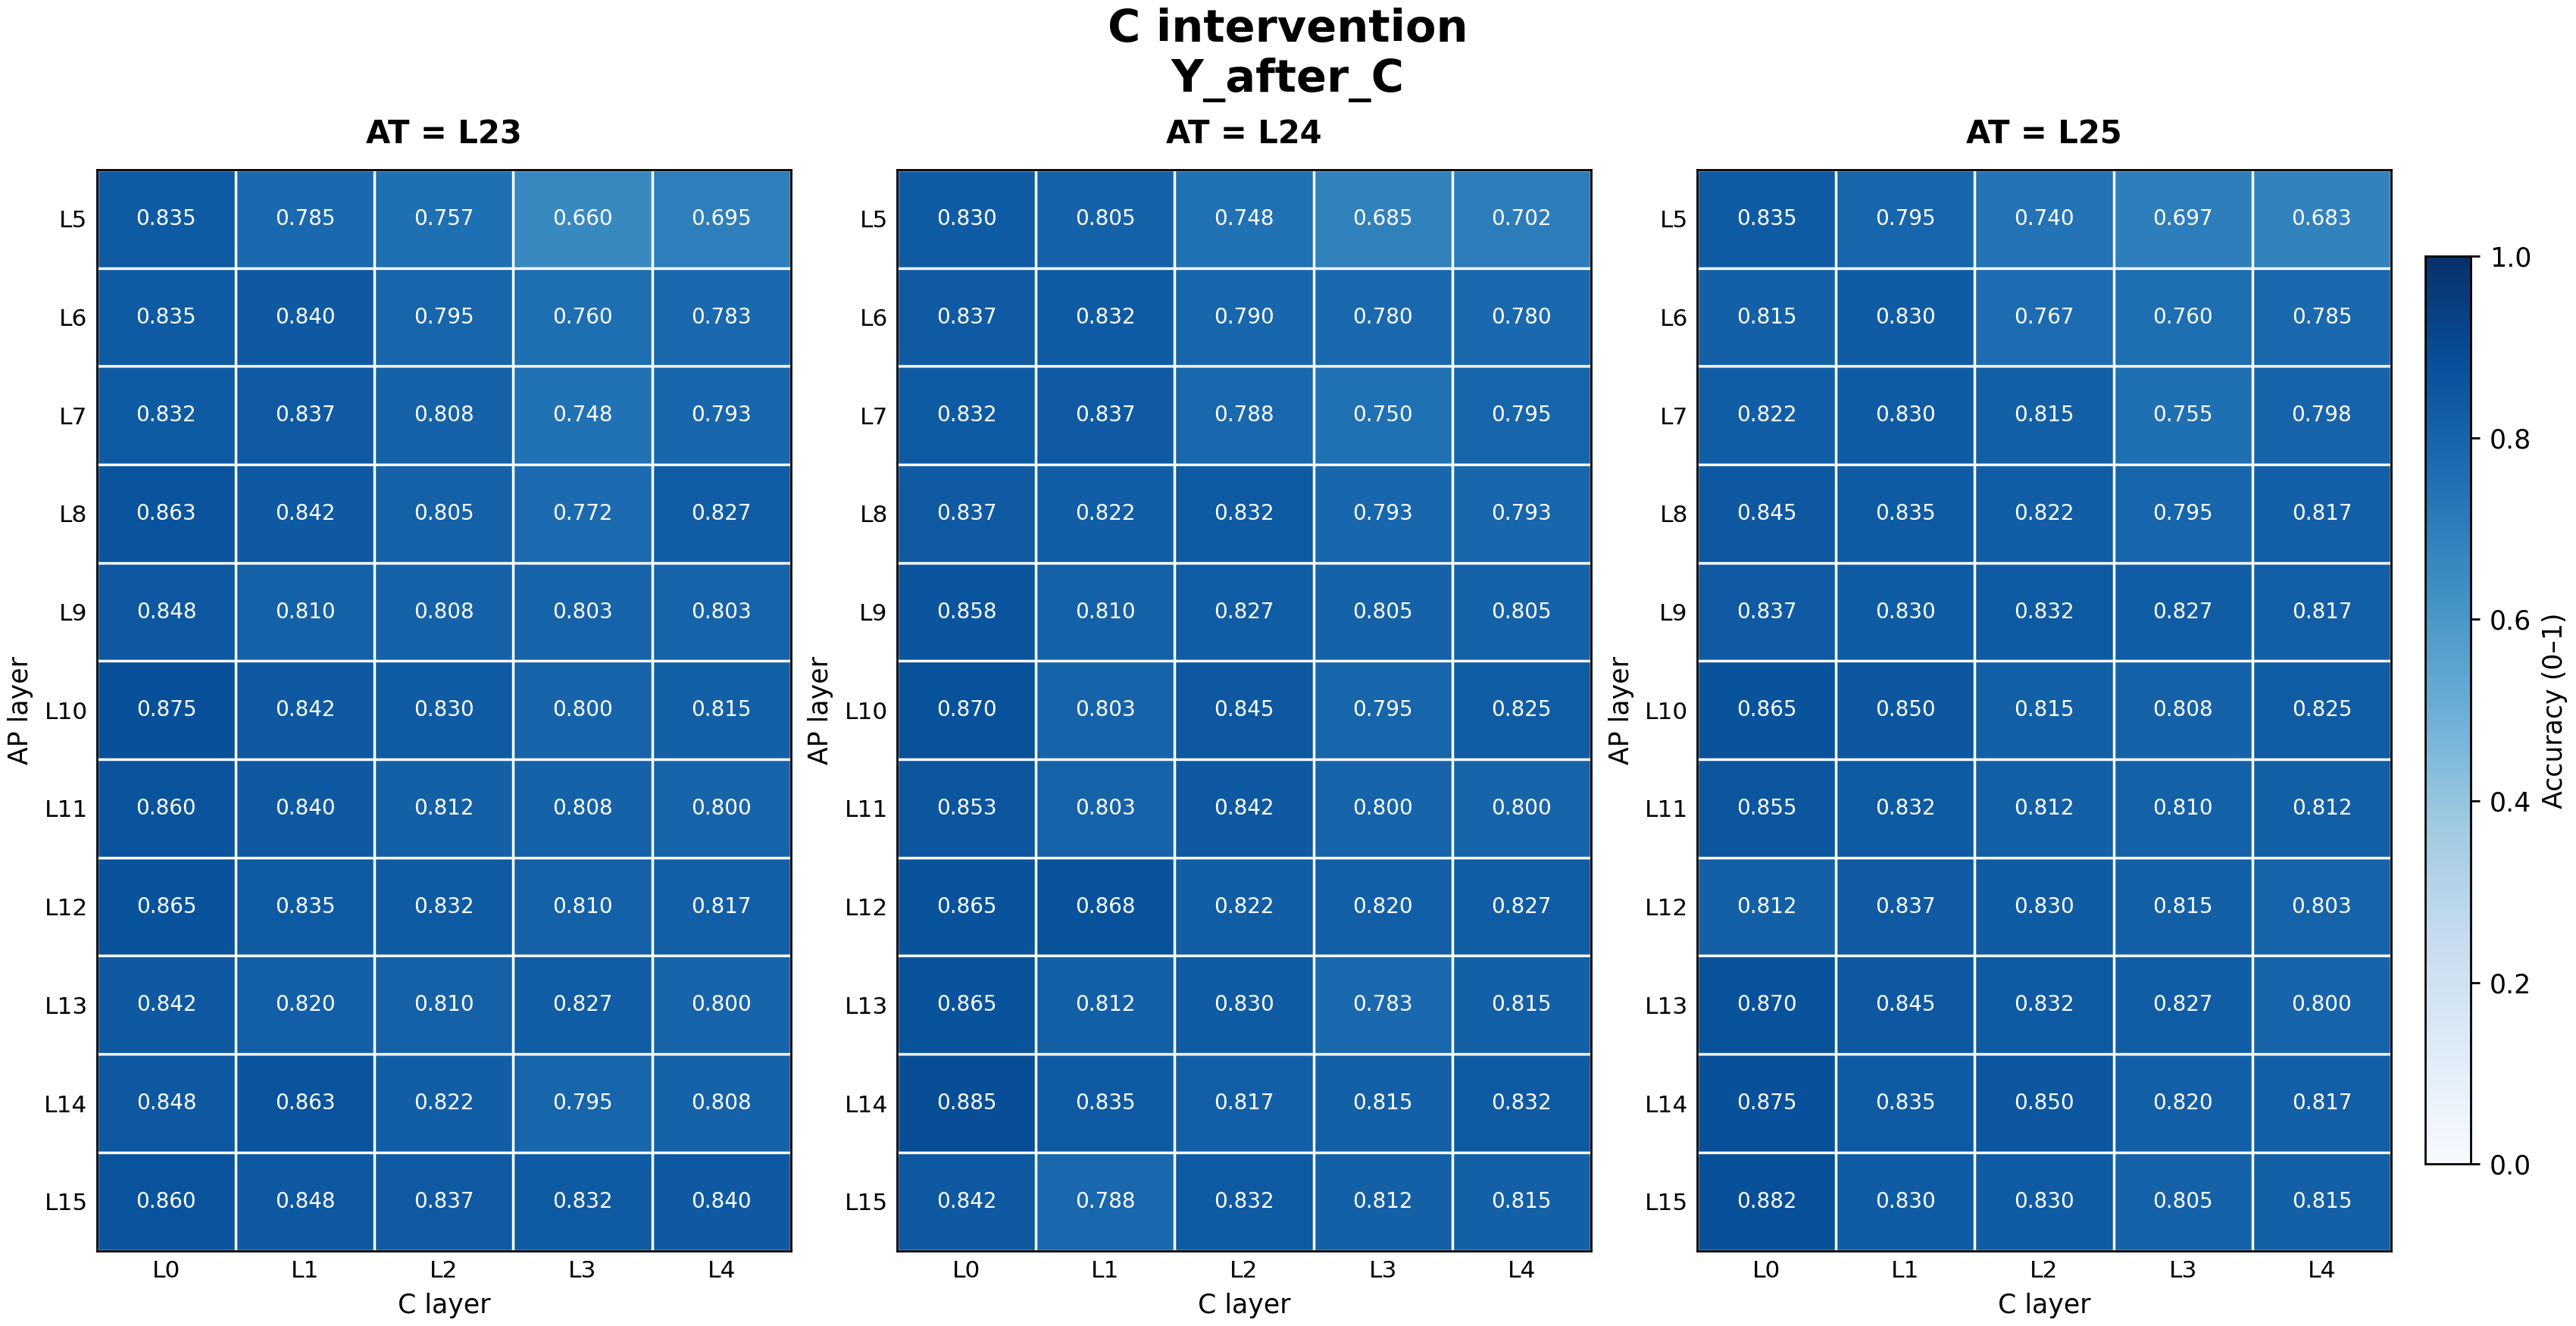 C intervention
Y_after_C
AT = L23
AT = L24
AT = L25
L5 0.835 0.785 0.757 0.660 0.695
L6 0.835 0.840 0.795 0.760 0.783
L7 0.832 0.837 0.808 0.748 0.793
L8 0.863 0.842 0.805 0.772 0.827
L9 0.848 0.810 0.808 0.803 0.803
L10 0.875 0.842 0.830 0.800 0.815
L11 0.860 0.840 0.812 0.808 0.800
L12 0.865 0.835 0.832 0.810 0.817
L13 0.842 0.820 0.810 0.827 0.800
L14 0.848 0.863 0.822 0.795 0.808
L15 0.860 0.848 0.837 0.832 0.840
L0 L1 L2 L3 L4
C layer
AP layer
L5 0.830 0.805 0.748 0.685 0.702
L6 0.837 0.832 0.790 0.780 0.780
L7 0.832 0.837 0.788 0.750 0.795
L8 0.837 0.822 0.832 0.793 0.793
L9 0.858 0.810 0.827 0.805 0.805
L10 0.870 0.803 0.845 0.795 0.825
L11 0.853 0.803 0.842 0.800 0.800
L12 0.865 0.868 0.822 0.820 0.827
L13 0.865 0.812 0.830 0.783 0.815
L14 0.885 0.835 0.817 0.815 0.832
L15 0.842 0.788 0.832 0.812 0.815
L0 L1 L2 L3 L4
C layer
AP layer
L5 0.835 0.795 0.740 0.697 0.683
L6 0.815 0.830 0.767 0.760 0.785
L7 0.822 0.830 0.815 0.755 0.798
L8 0.845 0.835 0.822 0.795 0.817
L9 0.837 0.830 0.832 0.827 0.817
L10 0.865 0.850 0.815 0.808 0.825
L11 0.855 0.832 0.812 0.810 0.812
L12 0.812 0.837 0.830 0.815 0.803
L13 0.870 0.845 0.832 0.827 0.800
L14 0.875 0.835 0.850 0.820 0.817
L15 0.882 0.830 0.830 0.805 0.815
L0 L1 L2 L3 L4
C layer
AP layer
1.0
0.8
0.6
0.4
0.2
0.0
Accuracy (0–1)